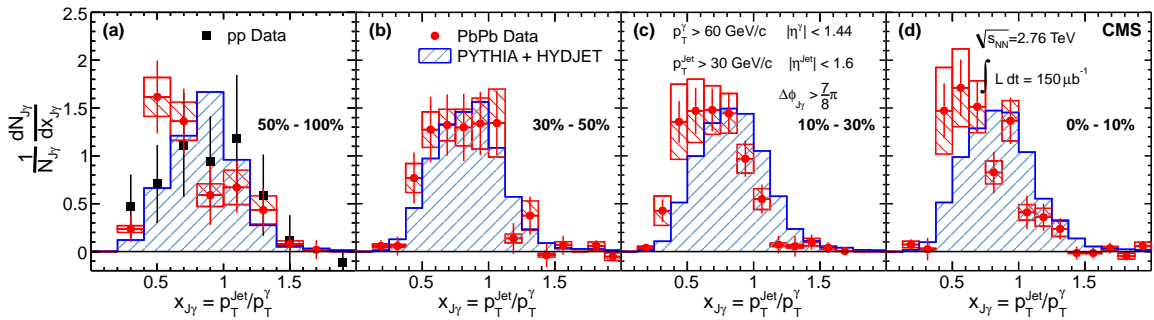 (a)
pp Data
50% - 100%
(b)
PbPb Data
PYTHIA + HYDJET
30% - 50%
(c)
p_T^γ > 60 GeV/c |η^γ| < 1.44
p_T^Jet > 30 GeV/c |η^Jet| < 1.6
Δϕ_Jγ > 7/8 π
10% - 30%
(d)
CMS
√s_NN = 2.76 TeV
∫ L dt = 150 μb⁻¹
0% - 10%
1/N_Jγ dN_Jγ/dx_Jγ
2.5
2
1.5
1
0.5
0
0.5 1 1.5
0.5 1 1.5
0.5 1 1.5
0.5 1 1.5
x_Jγ = p_T^Jet/p_T^γ
x_Jγ = p_T^Jet/p_T^γ
x_Jγ = p_T^Jet/p_T^γ
x_Jγ = p_T^Jet/p_T^γ